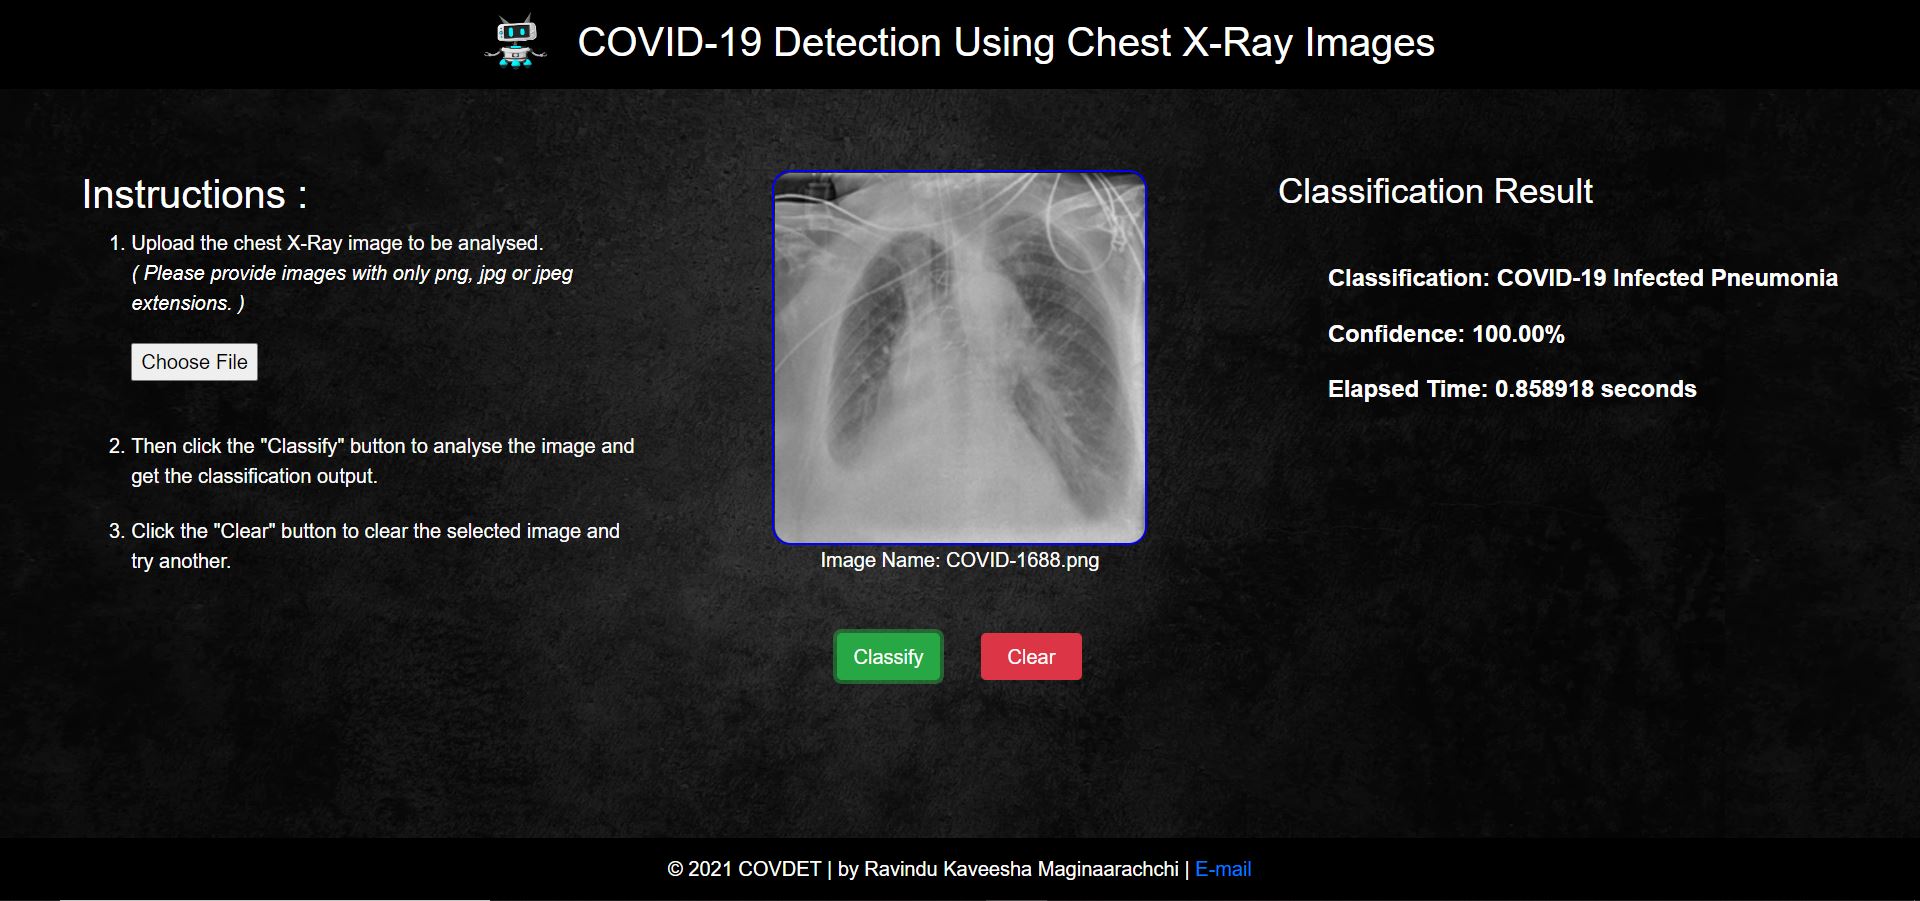 COVID-19 Detection Using Chest X-Ray Images
Instructions :
1. Upload the chest X-Ray image to be analysed.
( Please provide images with only png, jpg or jpeg
extensions. )
Choose File
2. Then click the "Classify" button to analyse the image and
get the classification output.
3. Click the "Clear" button to clear the selected image and
try another.
Image Name: COVID-1688.png
Classify
Clear
Classification Result
Classification: COVID-19 Infected Pneumonia
Confidence: 100.00%
Elapsed Time: 0.858918 seconds
© 2021 COVDET | by Ravindu Kaveesha Maginaarachchi | E-mail